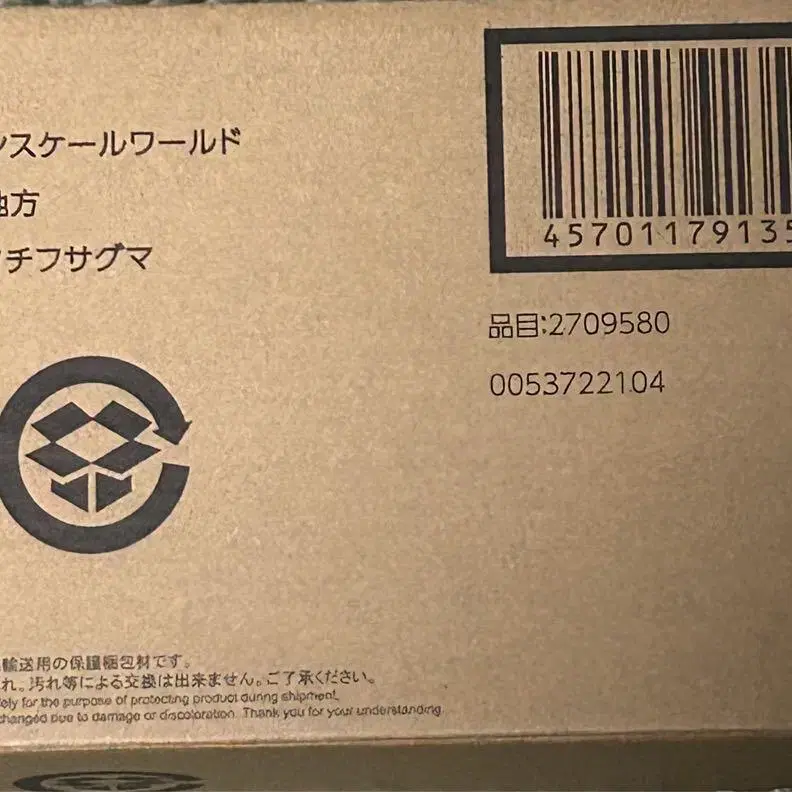 ンスケールワールド
地方
チフサグマ
45701179135
品目:2709580
0053722104
輸送用の保護梱包材です。
れ。汚れ等による交換は出来ません。ご了承ください。
ely for the purpose of protecting product during shipment.
changed due to damage or discoloration. Thank you for your understanding.